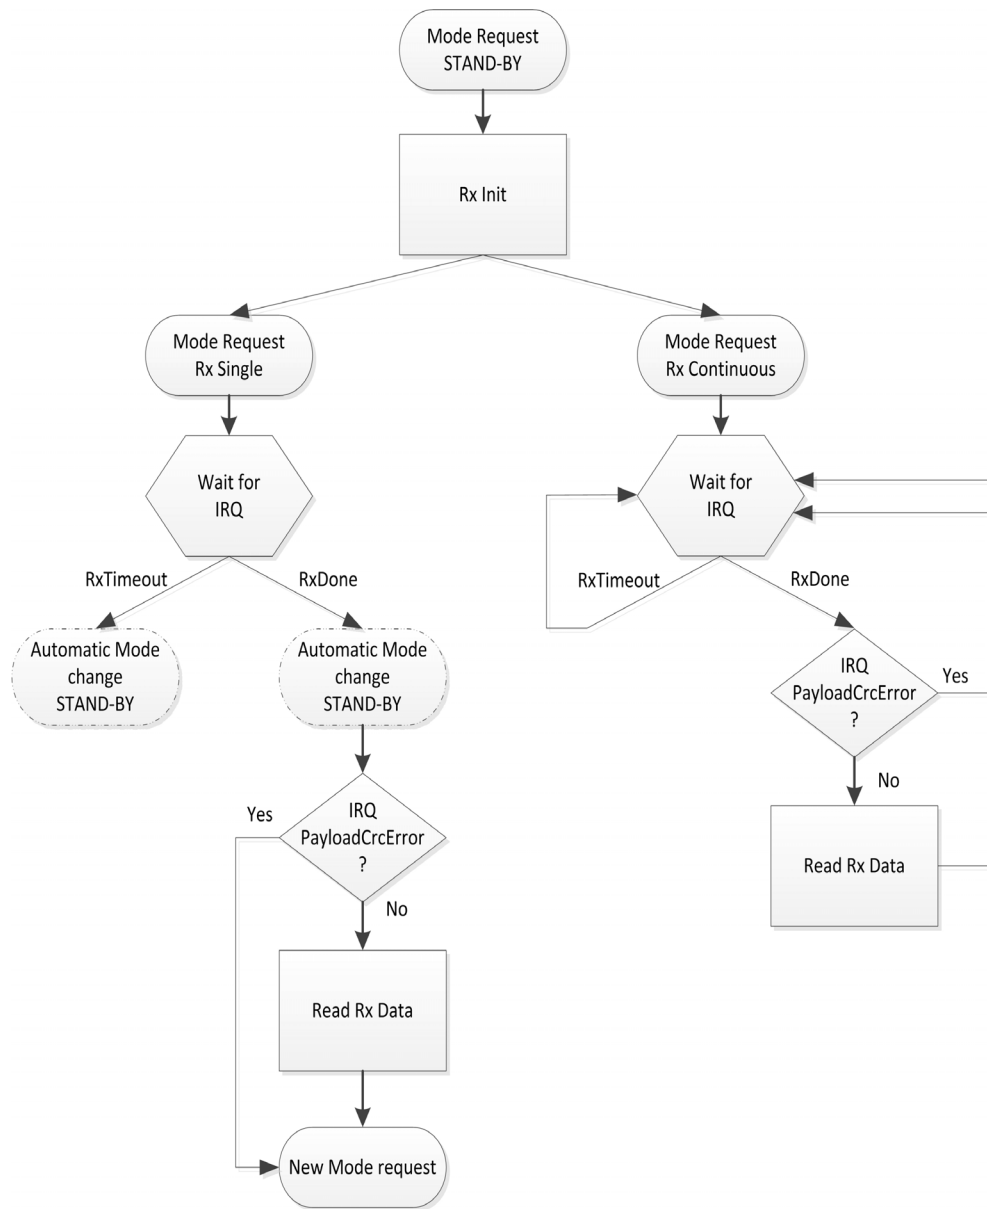 Mode Request
STAND-BY
Rx Init
Mode Request
Rx Single
Mode Request
Rx Continuous
Wait for
IRQ
Wait for
IRQ
RxTimeout
RxDone
RxTimeout
RxDone
Automatic Mode
change
STAND-BY
Automatic Mode
change
STAND-BY
IRQ
PayloadCrcError
?
Yes
No
Read Rx Data
IRQ
PayloadCrcError
?
Yes
No
Read Rx Data
New Mode request